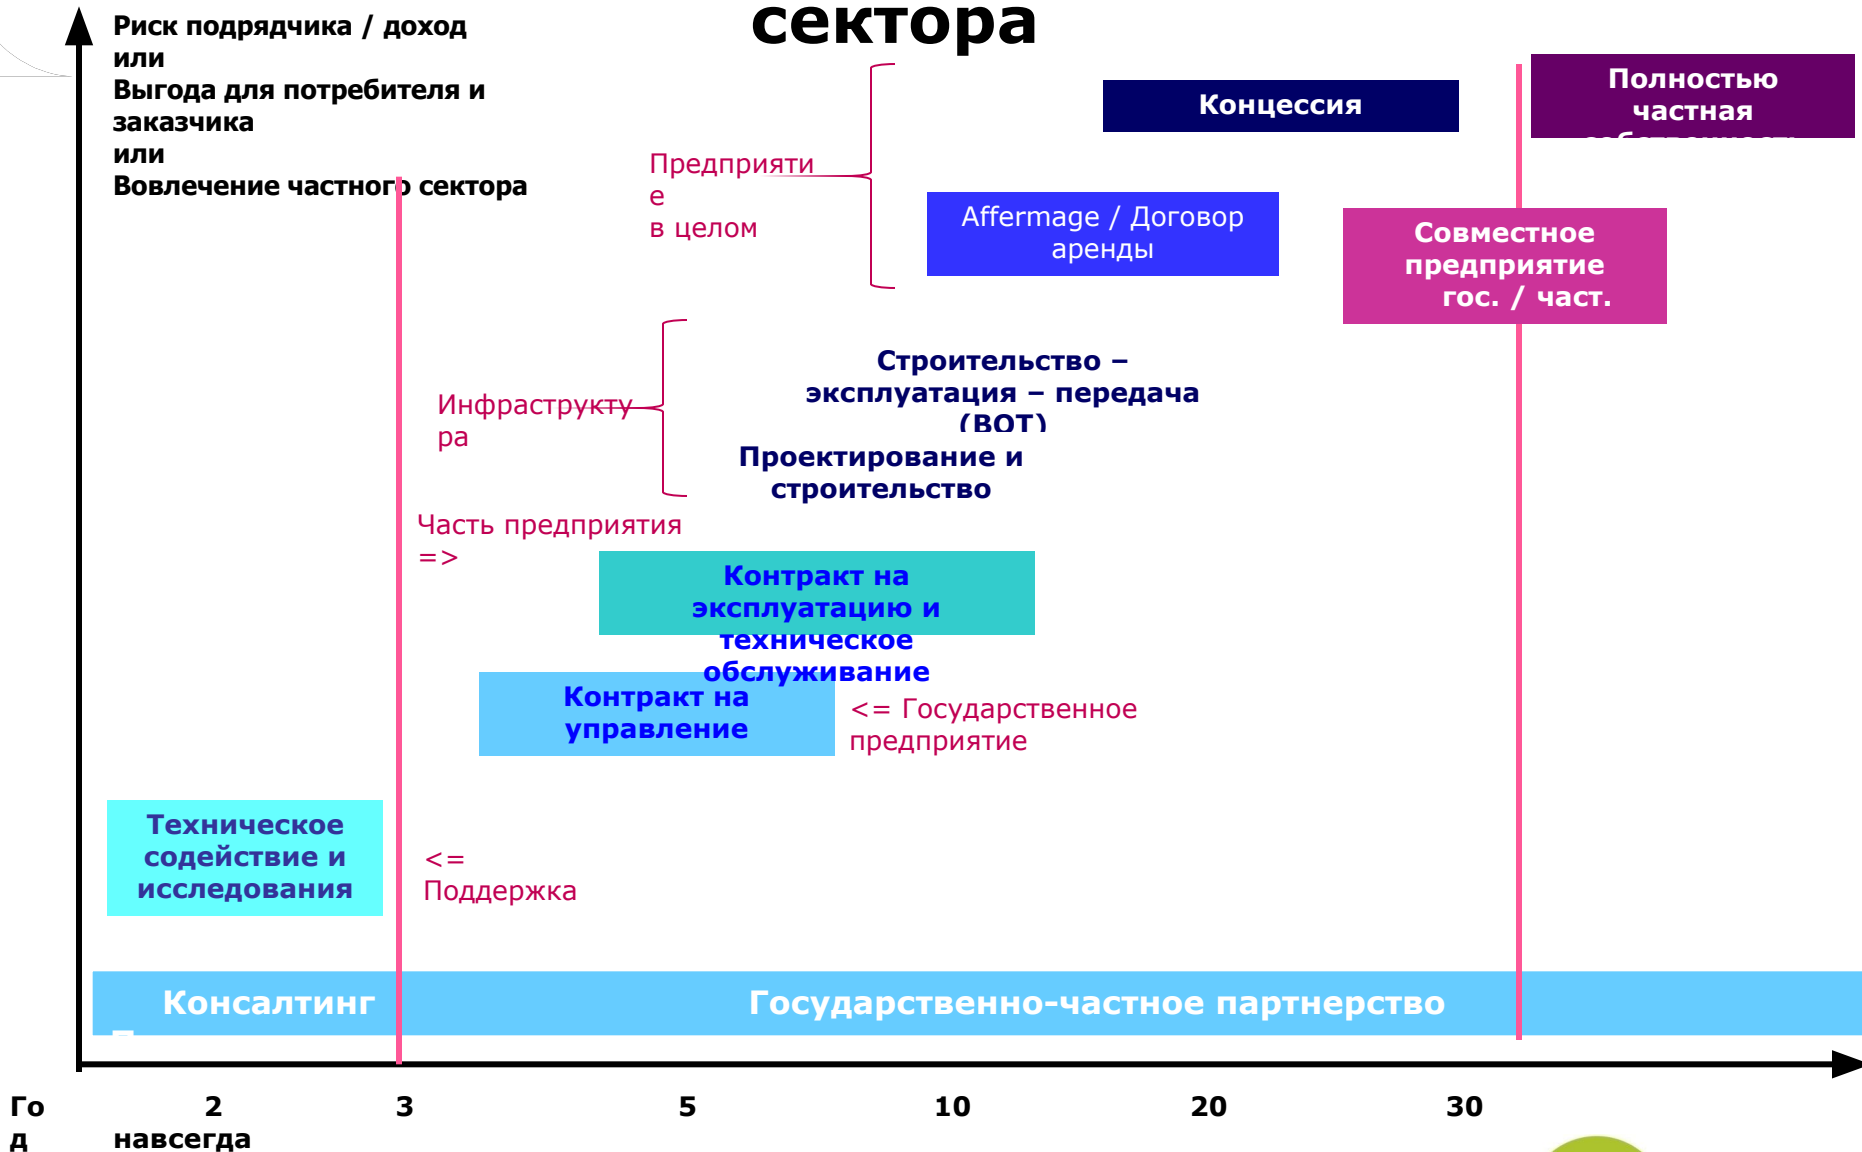 сектора
Риск подрядчика / доход
или
Выгода для потребителя и
заказчика
или
Вовлечение частного сектора
Концессия
Полностью
частная
Предприяти
е
в целом
Affermage / Договор
аренды
Совместное
предприятие
гос. / част.
Инфраструкту
ра
Строительство –
эксплуатация – передача
(BOT)
Проектирование и
строительство
Часть предприятия
=>
Контракт на
эксплуатацию и
техническое
обслуживание
Контракт на
управление
<= Государственное
предприятие
Техническое
содействие и
исследования
<=
Поддержка
Консалтинг Государственно-частное партнерство
Го 2 3 5 10 20 30
д навсегда